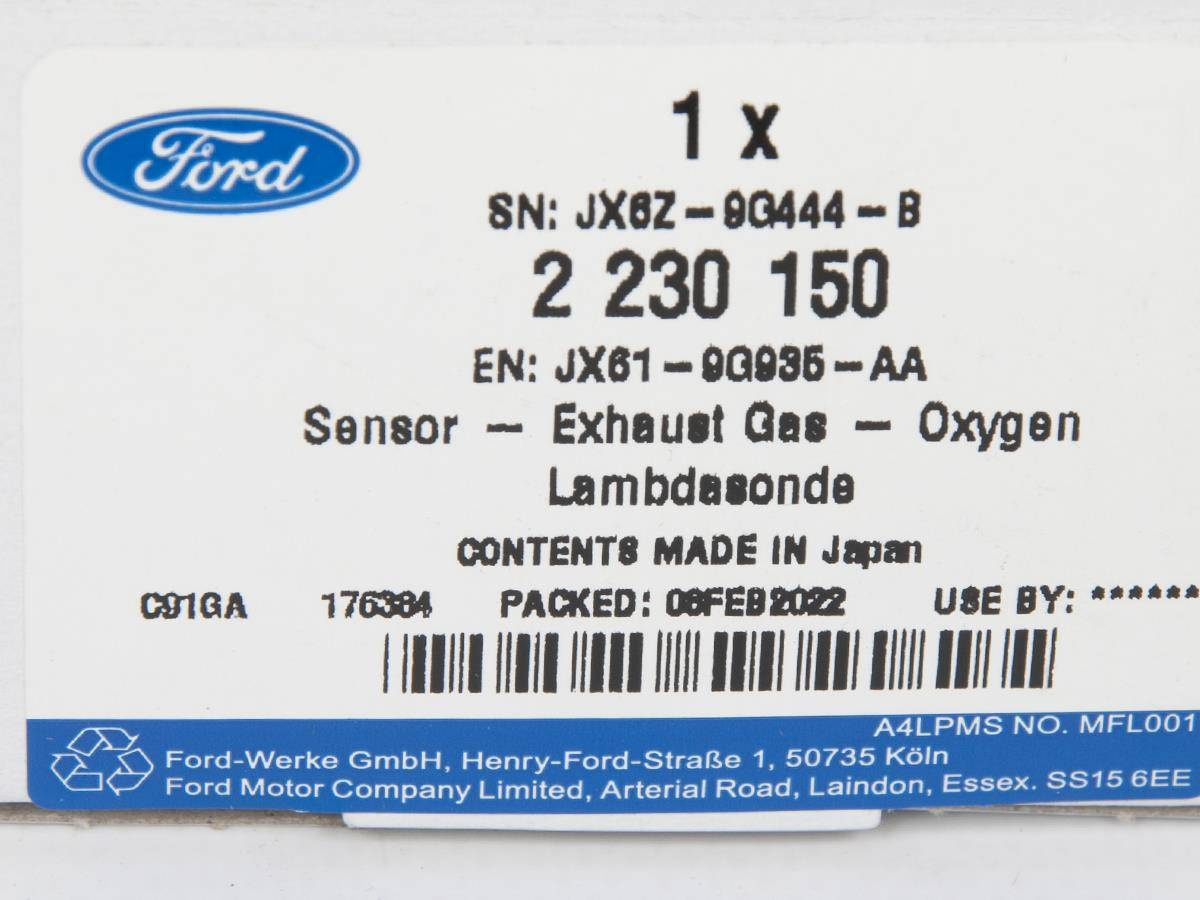 Ford
1 x
SN: JX6Z-9G444-B
2 230 150
EN: JX61-9G935-AA
Sensor - Exhaust Gas - Oxygen
Lambdasonde
CONTENTS MADE IN Japan
C91GA 176364 PACKED: 06FEB2022 USE BY: ******
A4LPMS NO. MFL001
Ford-Werke GmbH, Henry-Ford-Straße 1, 50735 Köln
Ford Motor Company Limited, Arterial Road, Laindon, Essex. SS15 6EE